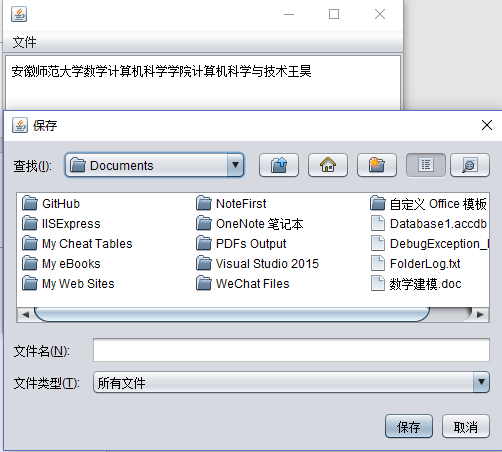 文件
安徽师范大学数学计算机科学学院计算机科学与技术王昊
保存
查找(I):
Documents
GitHub
IISExpress
My Cheat Tables
My eBooks
My Web Sites
NoteFirst
OneNote 笔记本
PDFs Output
Visual Studio 2015
WeChat Files
自定义 Office 模板
Database1.accdb
DebugException_
FolderLog.txt
数学建模.doc
文件名(N):
文件类型(T):
所有文件
保存
取消